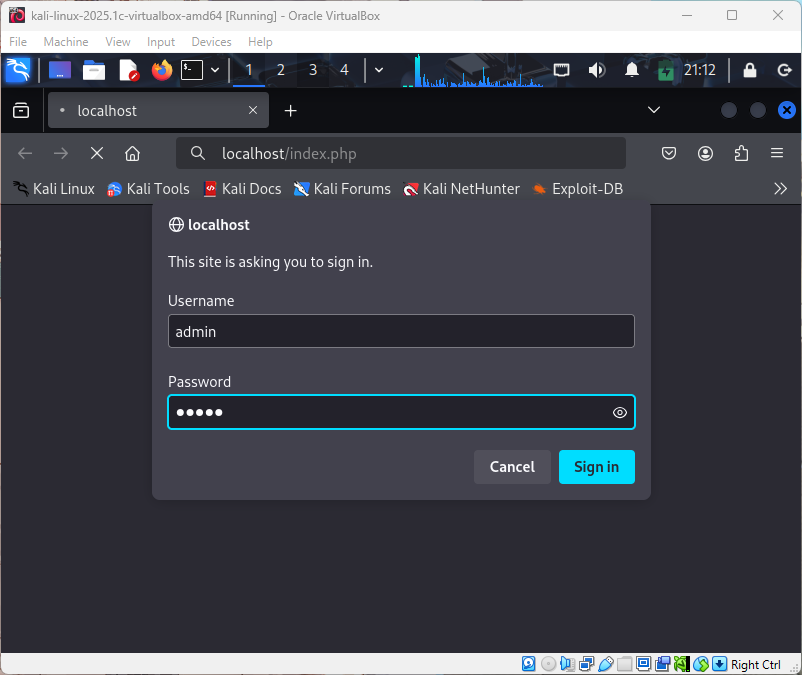 kali-linux-2025.1c-virtualbox-amd64 [Running] - Oracle VirtualBox
File Machine View Input Devices Help
1 2 3 4 21:12
localhost
localhost/index.php
Kali Linux Kali Tools Kali Docs Kali Forums Kali NetHunter Exploit-DB
localhost
This site is asking you to sign in.
Username
admin
Password
●●●●●
Cancel Sign in
Right Ctrl